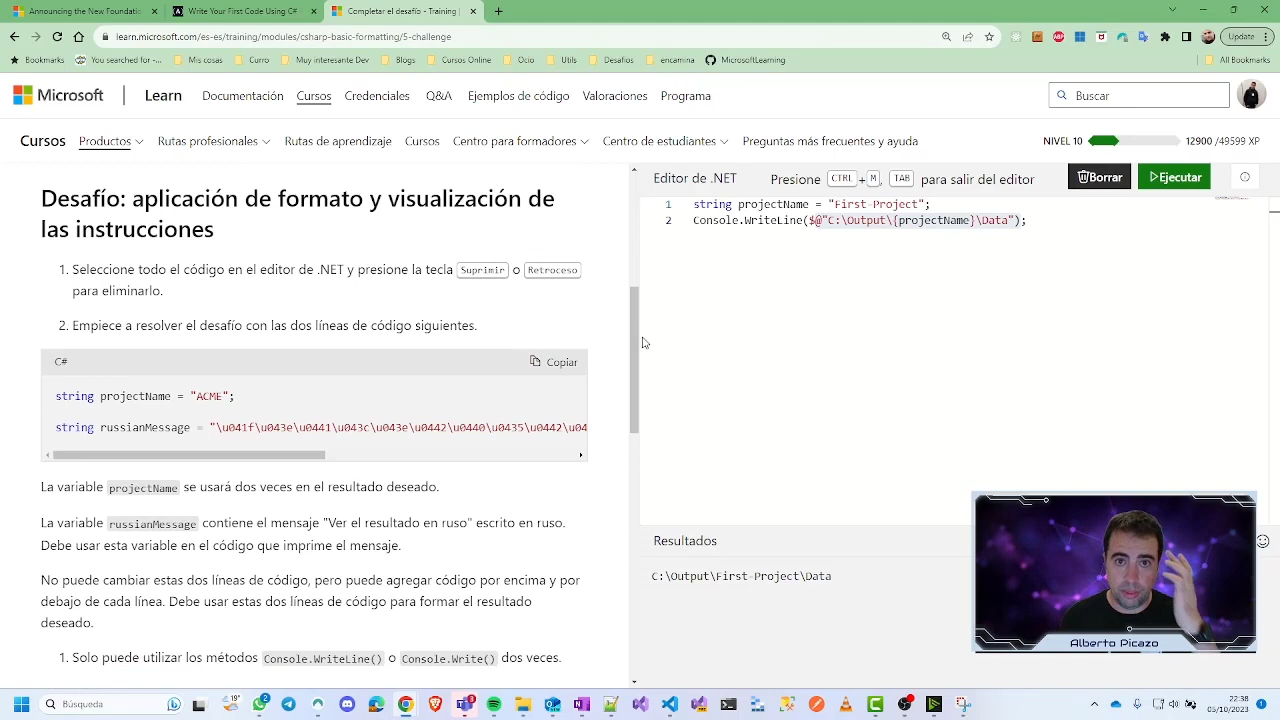 Announcing the New Foundatic
Write Your First Code Using C#
Completar el desafío - Training |
learn.microsoft.com/es-es/training/modules/csharp-basic-formatting/5-challenge
Update
Bookmarks
You searched for -...
Mis cosas
Curro
Muy interesante Dev
Blogs
Cursos Online
Ocio
Utils
Desafios
encamina
MicrosoftLearning
All Bookmarks
Microsoft
Learn
Documentación
Cursos
Credenciales
Q&A
Ejemplos de código
Valoraciones
Programa
Buscar
Cursos
Productos
Rutas profesionales
Rutas de aprendizaje
Cursos
Centro para formadores
Centro de estudiantes
Preguntas más frecuentes y ayuda
NIVEL 10
12900 /49599 XP
Desafío: aplicación de formato y visualización de
las instrucciones
1. Seleccione todo el código en el editor de .NET y presione la tecla Suprimir o Retroceso
para eliminarlo.
2. Empiece a resolver el desafío con las dos líneas de código siguientes.
C#
Copiar
string projectName = "ACME";
string russianMessage = "\u041f\u043e\u0441\u043c\u043e\u0442\u0440\u0435\u0442\u04
La variable projectName se usará dos veces en el resultado deseado.
La variable russianMessage contiene el mensaje "Ver el resultado en ruso" escrito en ruso.
Debe usar esta variable en el código que imprime el mensaje.
No puede cambiar estas dos líneas de código, pero puede agregar código por encima y por
debajo de cada línea. Debe usar estas dos líneas de código para formar el resultado
deseado.
1. Solo puede utilizar los métodos Console.WriteLine() o Console.Write() dos veces.
Editor de .NET
Presione CTRL + M, TAB para salir del editor
Borrar
Ejecutar
1 string projectName = "First-Project";
2 Console.WriteLine($@"C:\Output\{projectName}\Data");
Resultados
C:\Output\First-Project\Data
Alberto Picazo
Búsqueda
19°
22:38
05/10/2023